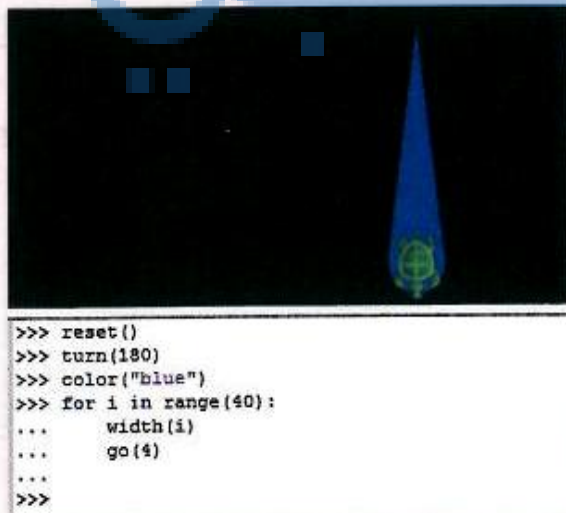 >>> reset()
>>> turn(180)
>>> color("blue")
>>> for i in range(40):
...     width(i)
...     go(4)
...
>>>